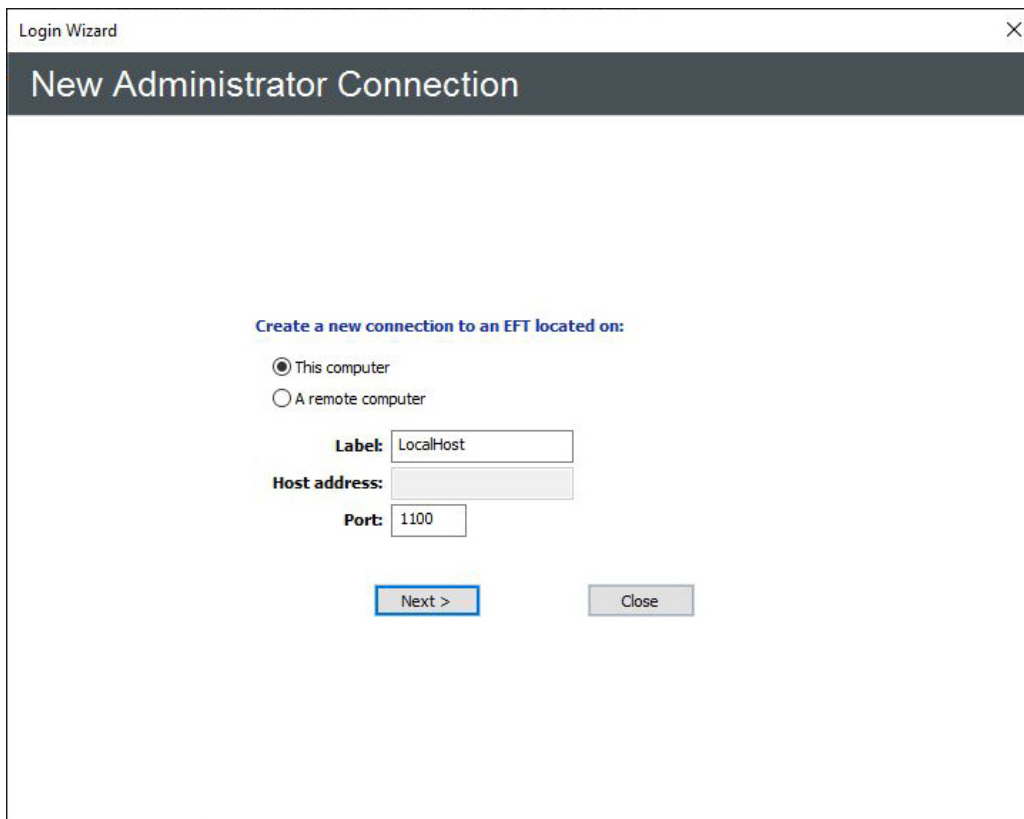 Login Wizard
New Administrator Connection
Create a new connection to an EFT located on:
This computer
A remote computer
Label: LocalHost
Host address:
Port: 1100
Next > Close